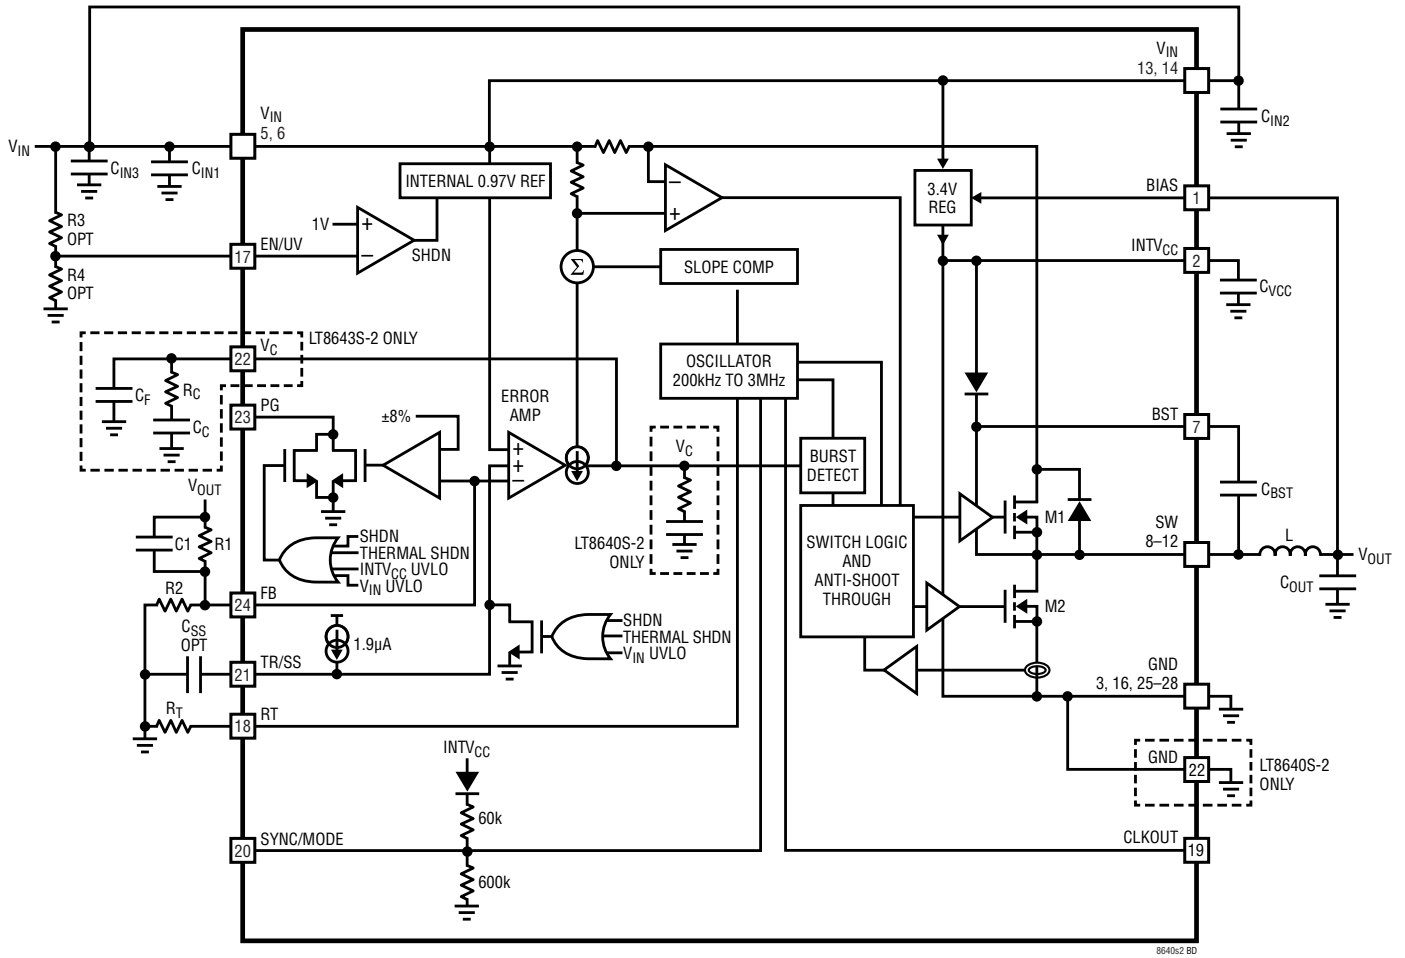 VIN
13, 14
CIN2
VIN
5, 6
VIN
CIN3
CIN1
INTERNAL 0.97V REF
3.4V
REG
BIAS
1
R3
OPT
1V
+
–
SHDN
–
+
EN/UV
17
INTVCC
2
CVCC
R4
OPT
Σ
SLOPE COMP
LT8643S-2 ONLY
VC
22
OSCILLATOR
200kHz TO 3MHz
CF
RC
CC
PG
23
±8%
ERROR
AMP
+
+
–
VC
BURST
DETECT
BST
7
CBST
VOUT
C1
R1
SHDN
THERMAL SHDN
INTVCC UVLO
VIN UVLO
LT8640S-2
ONLY
SWITCH LOGIC
AND
ANTI-SHOOT
THROUGH
M1
SW
8–12
L
VOUT
COUT
R2
FB
24
M2
CSS
OPT
1.9µA
SHDN
THERMAL SHDN
VIN UVLO
TR/SS
21
GND
3, 16, 25–28
RT
RT
18
INTVCC
GND
22
LT8640S-2
ONLY
60k
SYNC/MODE
20
CLKOUT
19
600k
8640s2 BD